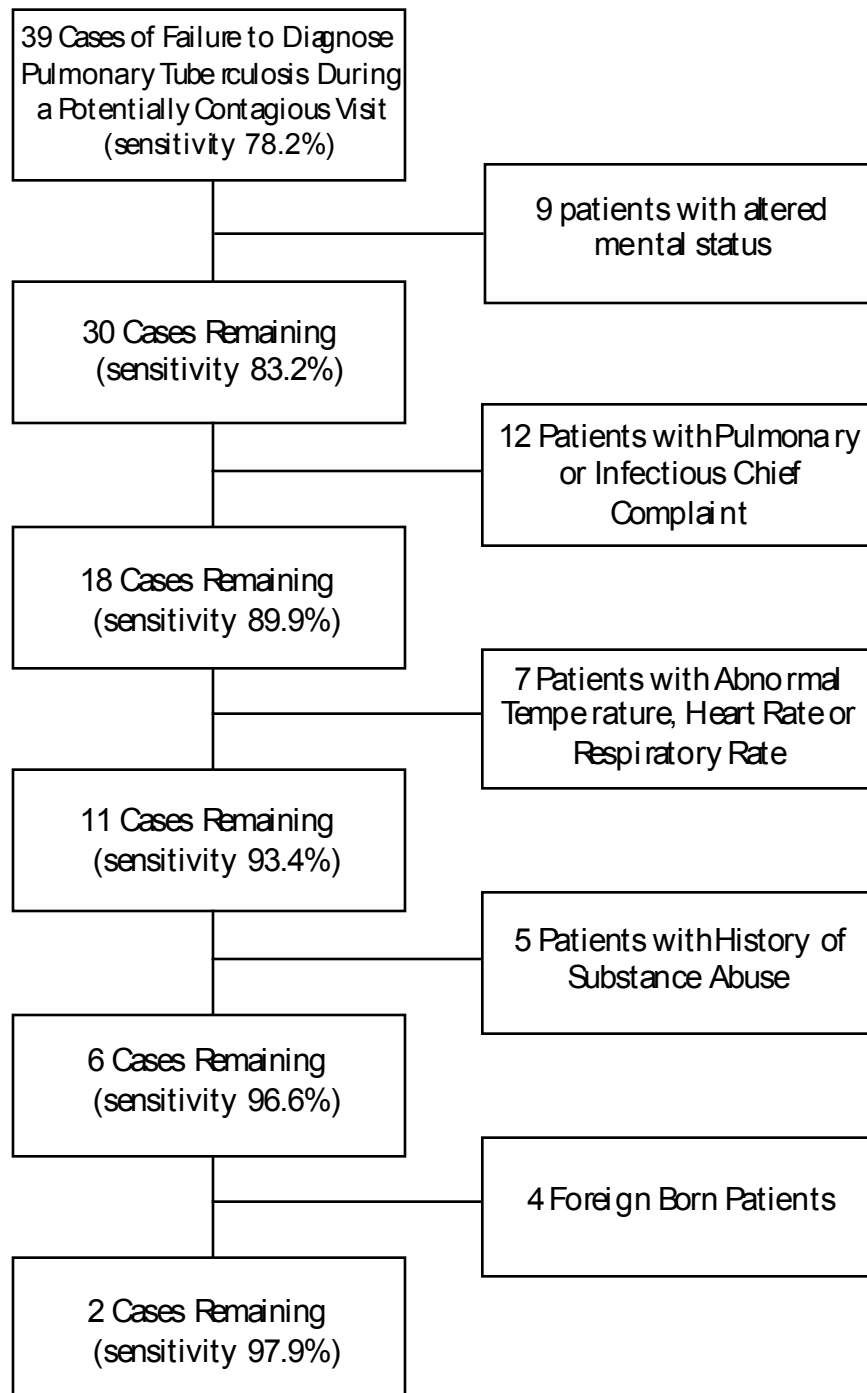 39 Cases of Failure to Diagnose
Pulmonary Tuberculosis During
a Potentially Contagious Visit
(sensitivity 78.2%)
9 patients with altered
mental status
30 Cases Remaining
(sensitivity 83.2%)
12 Patients with Pulmonary
or Infectious Chief
Complaint
18 Cases Remaining
(sensitivity 89.9%)
7 Patients with Abnormal
Temperature, Heart Rate or
Respiratory Rate
11 Cases Remaining
(sensitivity 93.4%)
5 Patients with History of
Substance Abuse
6 Cases Remaining
(sensitivity 96.6%)
4 Foreign Born Patients
2 Cases Remaining
(sensitivity 97.9%)